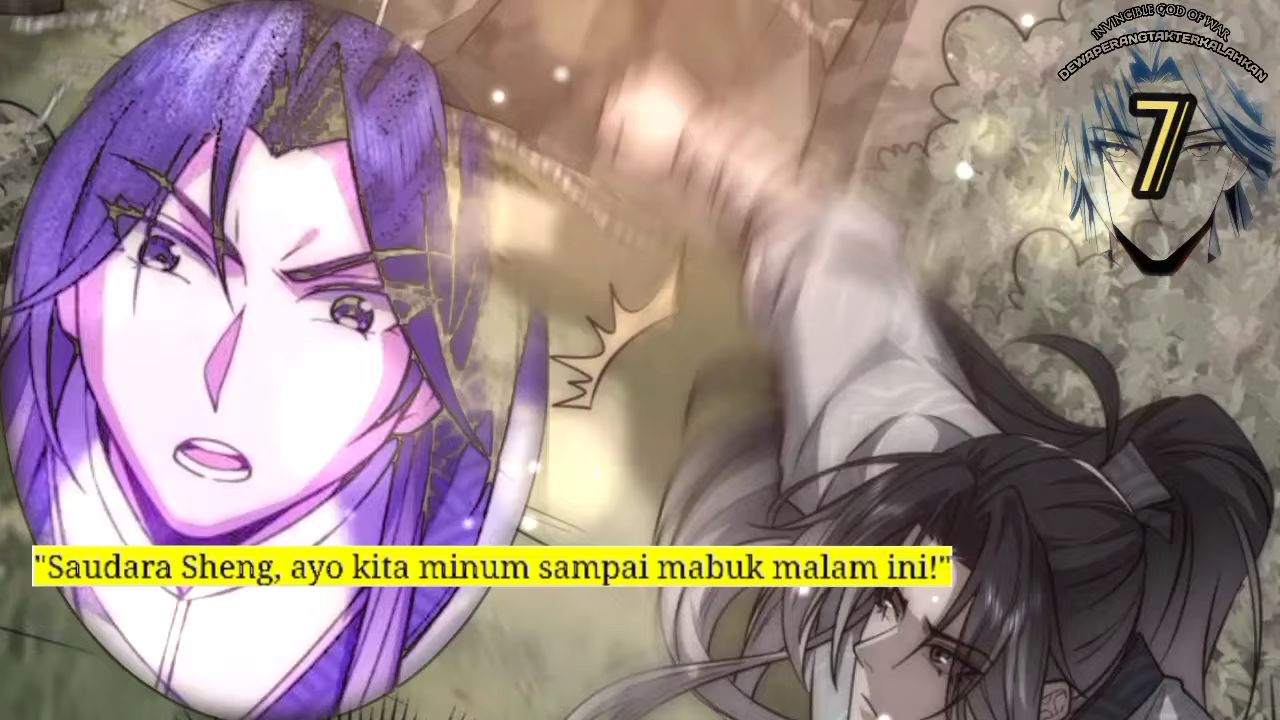 INVINCIBLE GOD OF WAR
DEWAPERANGTAKTERKALAHKAN
7
"Saudara Sheng, ayo kita minum sampai mabuk malam ini!"